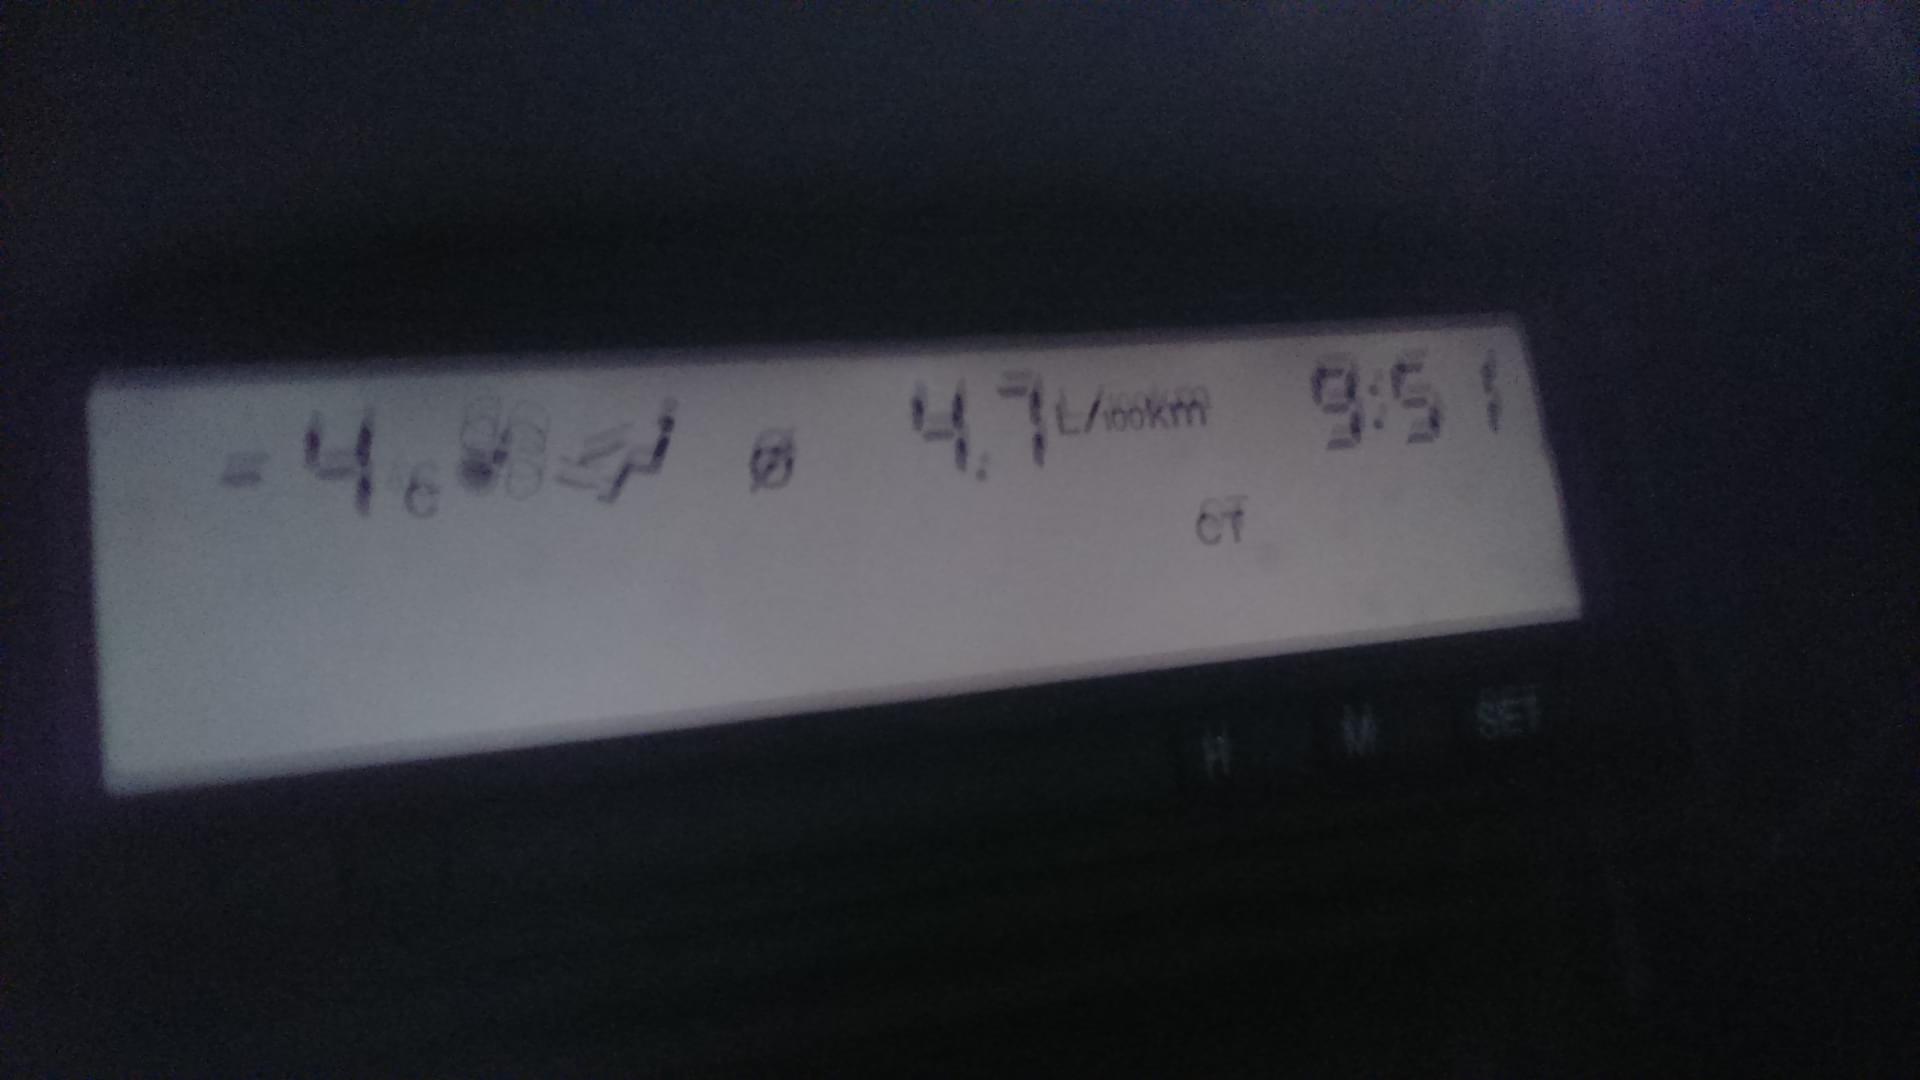 -4°C Ø 4.7 L/100km 9:51
CT
H M SET